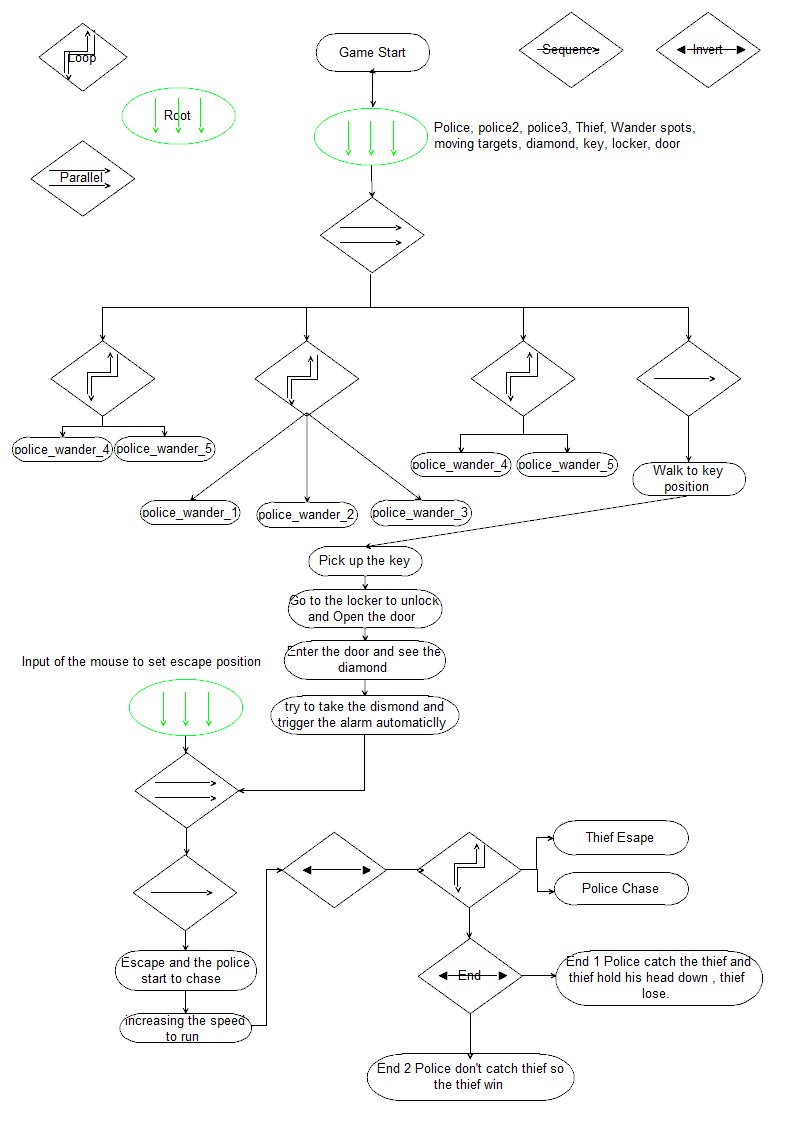 Loop
Game Start
Sequence
Invert
Root
Police, police2, police3, Thief, Wander spots,
moving targets, diamond, key, locker, door
Parallel
police_wander_4
police_wander_5
police_wander_4
police_wander_5
Walk to key
position
police_wander_1
police_wander_2
police_wander_3
Pick up the key
Go to the locker to unlock
and Open the door
Enter the door and see the
diamond
Input of the mouse to set escape position
try to take the dismond and
trigger the alarm automaticlly
Thief Esape
Police Chase
Escape and the police
start to chase
increasing the speed
to run
End
End 1 Police catch the thief and
thief hold his head down , thief
lose.
End 2 Police don't catch thief so
the thief win